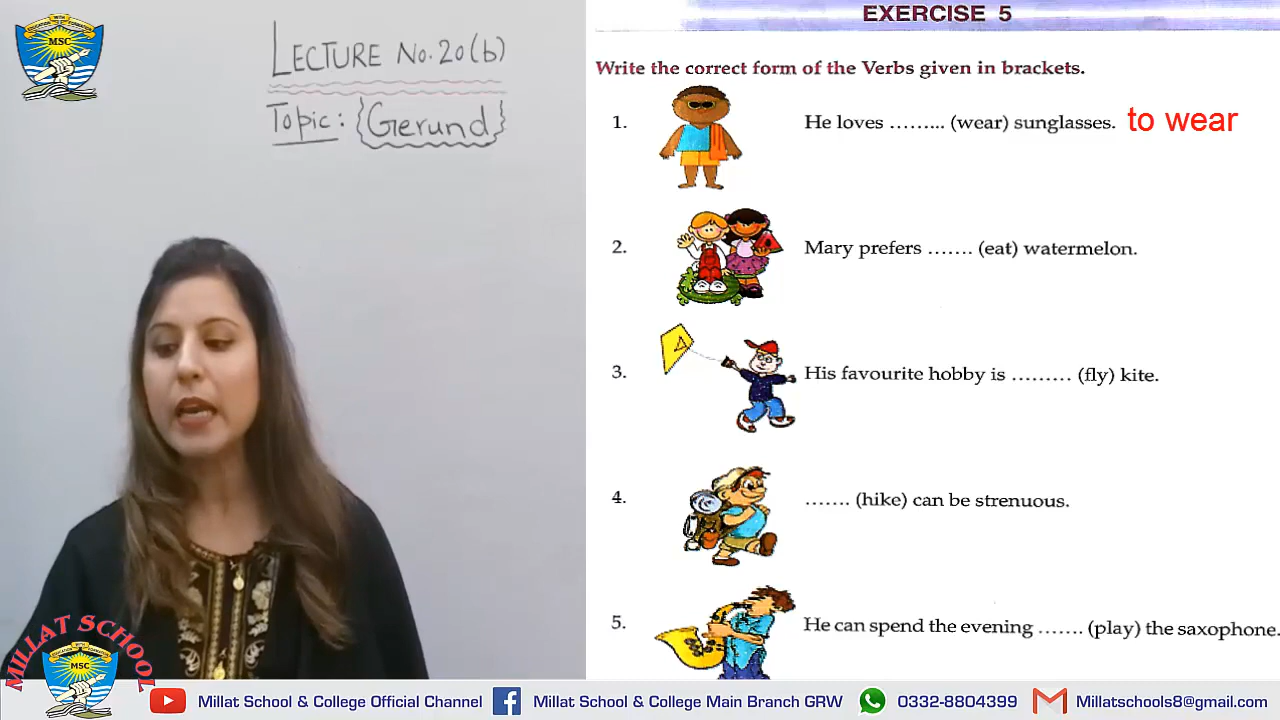 MSC
LECTURE No. 20(b)
Topic: {Gerund}
EXERCISE 5
Write the correct form of the Verbs given in brackets.
1. He loves ……... (wear) sunglasses. to wear
2. Mary prefers ……. (eat) watermelon.
3. His favourite hobby is ……… (fly) kite.
4. ……. (hike) can be strenuous.
5. He can spend the evening ……. (play) the saxophone.
MILLAT SCHOOL
MSC
Millat School & College Official Channel Millat School & College Main Branch GRW 0332-8804399 Millatschools8@gmail.com